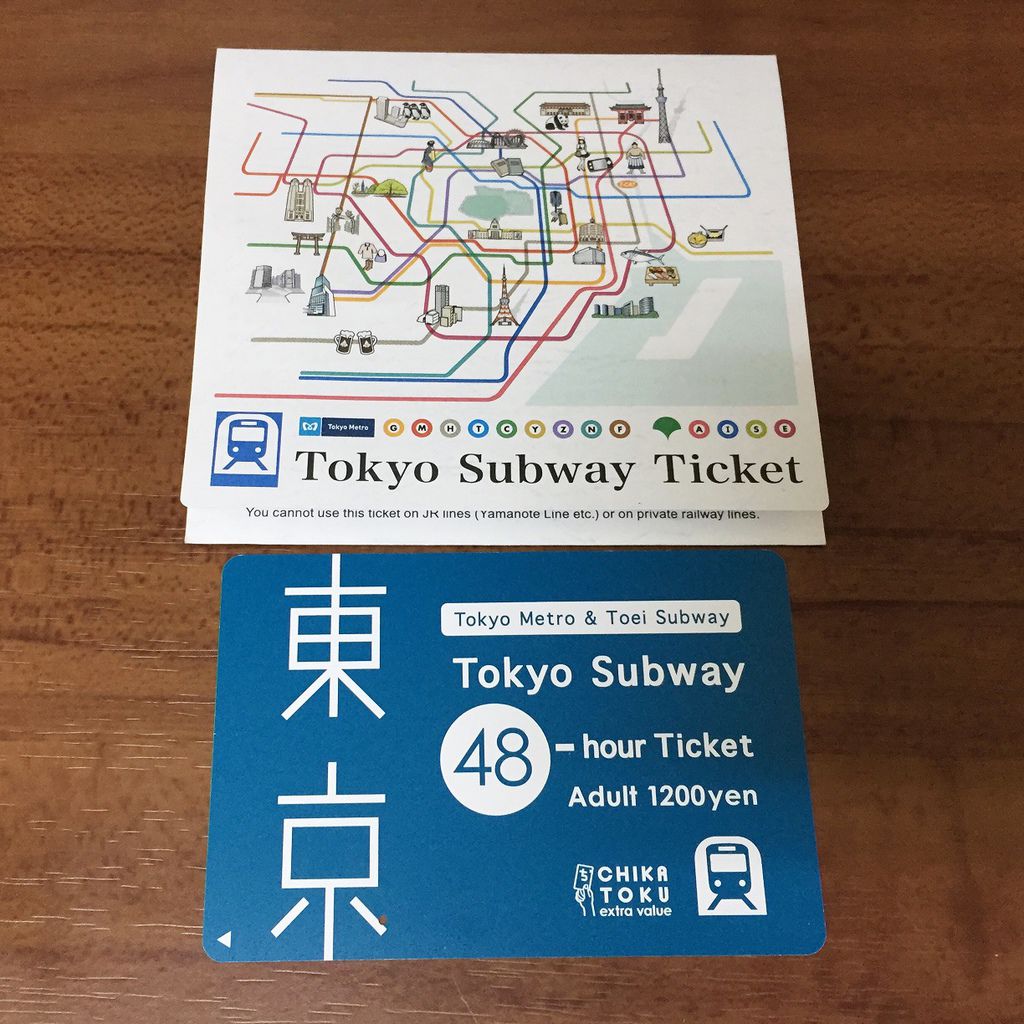 Tokyo Metro G M H T C Y Z N F A I S E
Tokyo Subway Ticket
You cannot use this ticket on JR lines (Yamanote Line etc.) or on private railway lines.
東京
Tokyo Metro & Toei Subway
Tokyo Subway
48-hour Ticket
Adult 1200yen
ち
CHIKA
TOKU
extra value